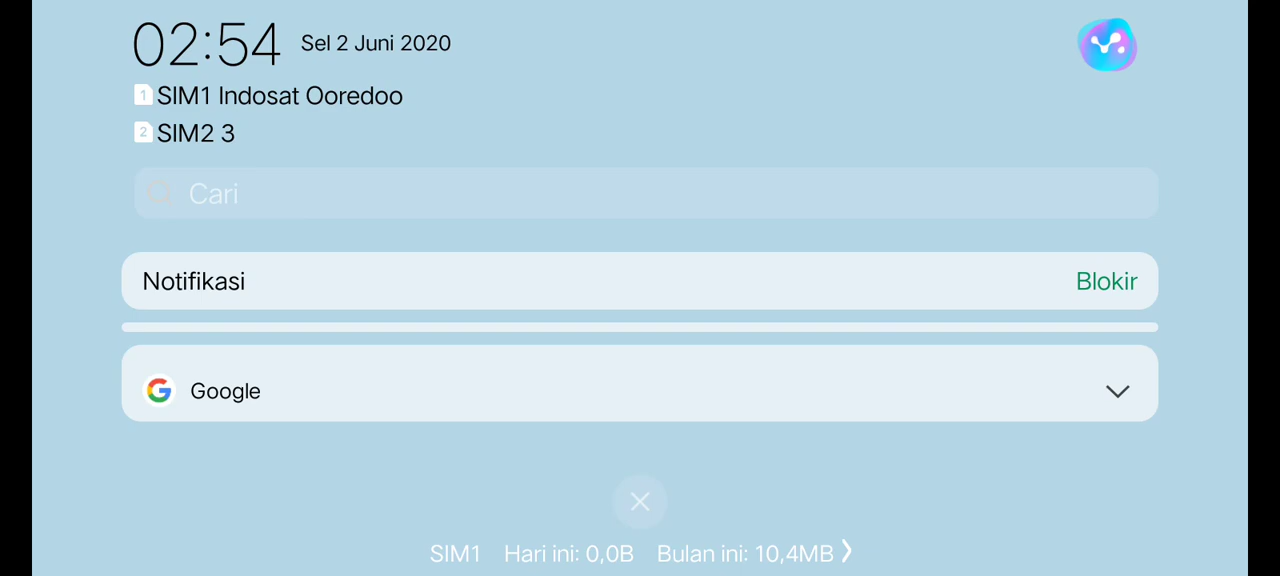 02:54 Sel 2 Juni 2020
1 SIM1 Indosat Ooredoo
2 SIM2 3
Cari
Notifikasi Blokir
Google
SIM1 Hari ini: 0,0B Bulan ini: 10,4MB